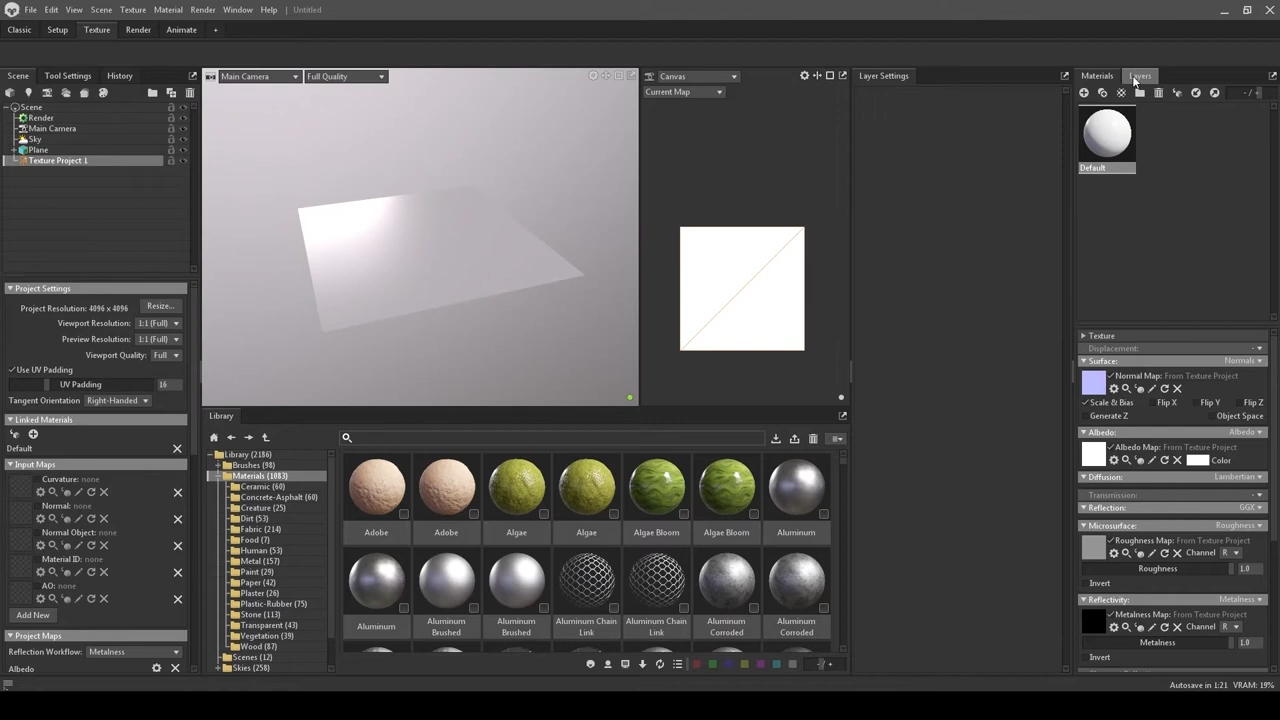 File Edit View Scene Texture Material Render Window Help Untitled
Classic Setup Texture Render Animate +
Scene Tool Settings History
Main Camera Full Quality
Canvas
Current Map
Layer Settings
Materials Layers
Scene
Render
Main Camera
Sky
Plane
Texture Project 1
Default
Project Settings
Project Resolution: 4096 x 4096 Resize...
Viewport Resolution: 1:1 (Full)
Preview Resolution: 1:1 (Full)
Viewport Quality: Full
Use UV Padding
UV Padding 16
Tangent Orientation Right-Handed
Linked Materials
Default
Input Maps
Curvature: none
Normal: none
Normal Object: none
Material ID: none
AO: none
Add New
Project Maps
Reflection Workflow: Metalness
Albedo
Library
Library (2186)
Brushes (98)
Materials (1083)
Ceramic (60)
Concrete-Asphalt (60)
Creature (25)
Dirt (53)
Fabric (214)
Food (7)
Human (53)
Metal (157)
Paint (29)
Paper (42)
Plaster (26)
Plastic-Rubber (75)
Stone (113)
Transparent (43)
Vegetation (39)
Wood (87)
Scenes (12)
Skies (258)
Adobe Adobe Algae Algae Algae Bloom Algae Bloom Aluminum
Aluminum Aluminum Brushed Aluminum Brushed Aluminum Chain Link Aluminum Chain Link Aluminum Corroded Aluminum Corroded
Texture
Displacement:
Surface: Normals
Normal Map: From Texture Project
Scale & Bias Flip X Flip Y Flip Z
Generate Z Object Space
Albedo: Albedo
Albedo Map: From Texture Project
Color
Diffusion: Lambertian
Transmission:
Reflection: GGX
Microsurface: Roughness
Roughness Map: From Texture Project
Channel R
Roughness 1.0
Invert
Reflectivity: Metalness
Metalness Map: From Texture Project
Channel R
Metalness 1.0
Invert
Autosave in 1:21 VRAM: 19%